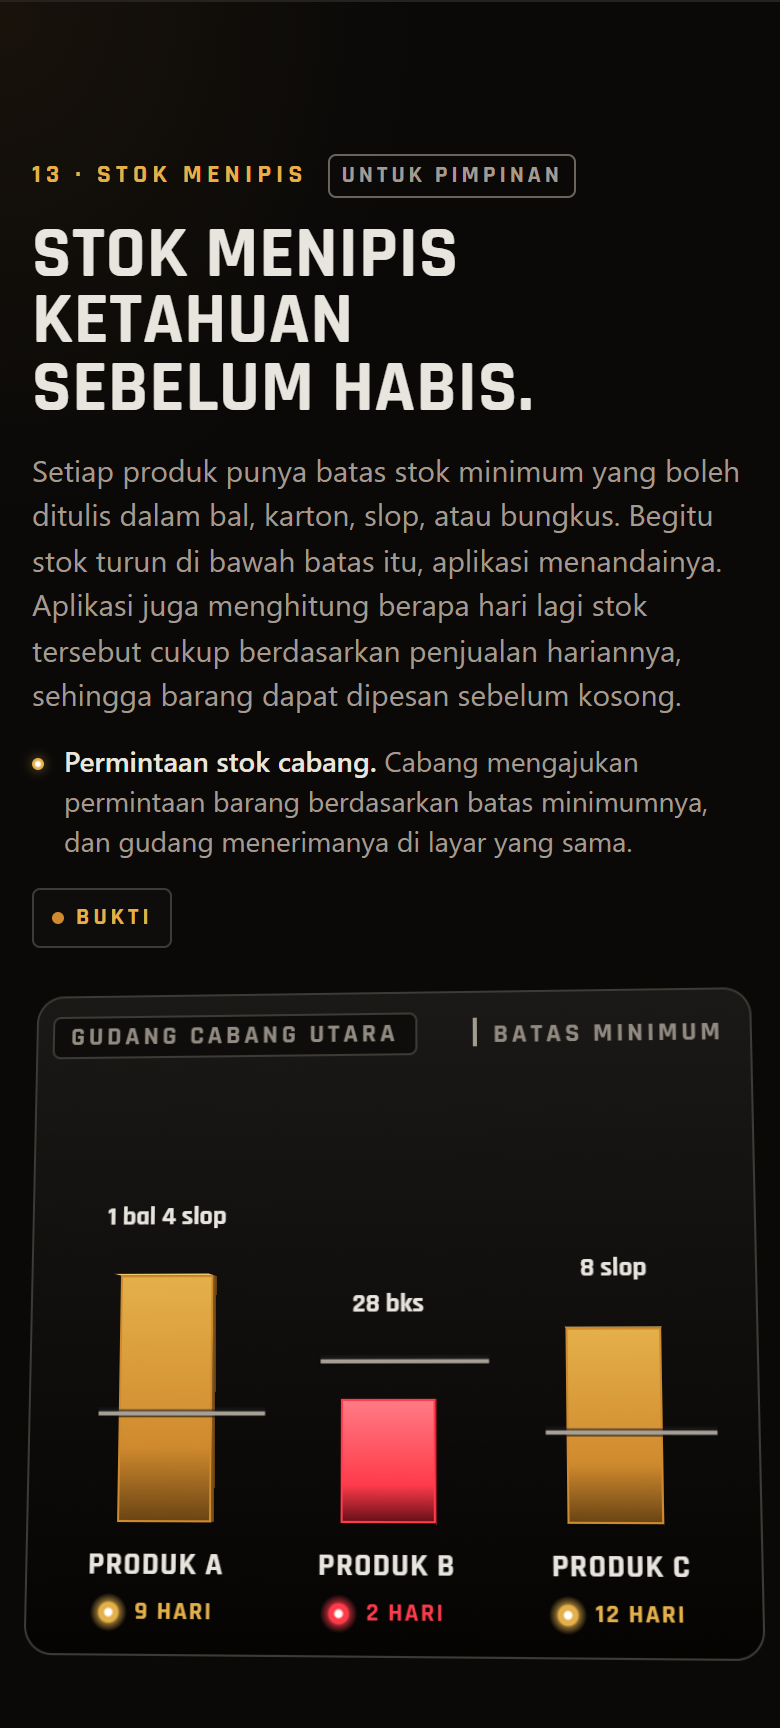 13 · STOK MENIPIS
UNTUK PIMPINAN
STOK MENIPIS
KETAHUAN
SEBELUM HABIS.
Setiap produk punya batas stok minimum yang boleh
ditulis dalam bal, karton, slop, atau bungkus. Begitu
stok turun di bawah batas itu, aplikasi menandainya.
Aplikasi juga menghitung berapa hari lagi stok
tersebut cukup berdasarkan penjualan hariannya,
sehingga barang dapat dipesan sebelum kosong.
Permintaan stok cabang. Cabang mengajukan
permintaan barang berdasarkan batas minimumnya,
dan gudang menerimanya di layar yang sama.
BUKTI
GUDANG CABANG UTARA
BATAS MINIMUM
1 bal 4 slop
28 bks
8 slop
PRODUK A
PRODUK B
PRODUK C
9 HARI
2 HARI
12 HARI